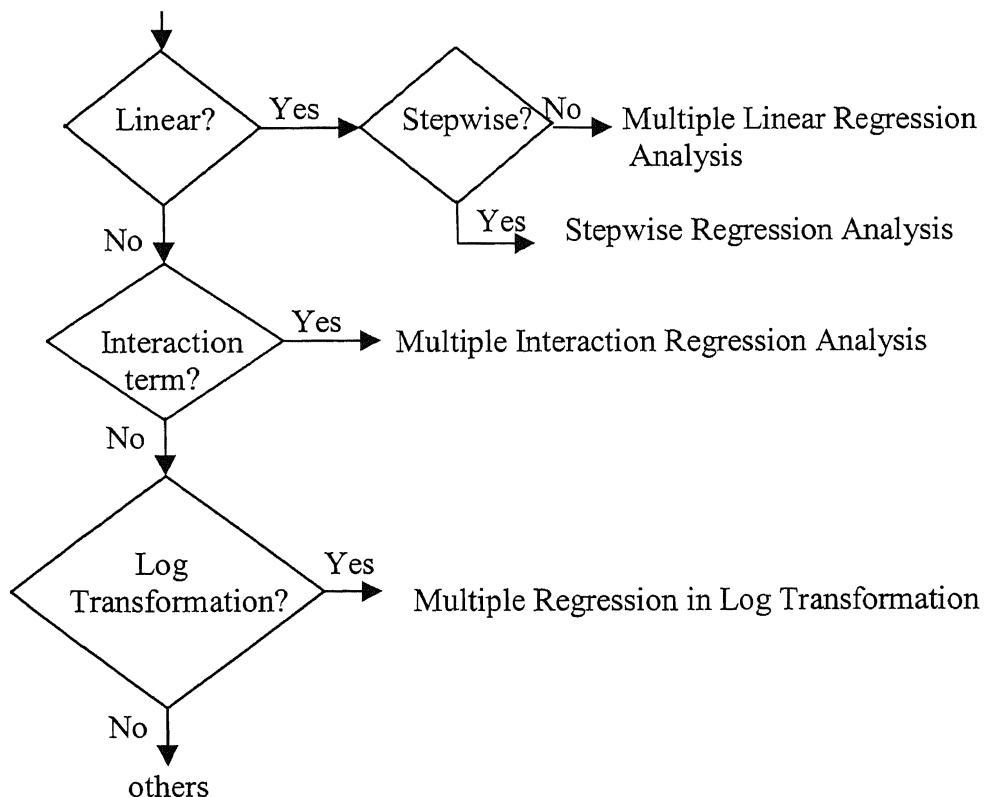 Linear?
Yes
Stepwise?
No
Multiple Linear Regression
Analysis
Yes
Stepwise Regression Analysis
No
Interaction
term?
Yes
Multiple Interaction Regression Analysis
No
Log
Transformation?
Yes
Multiple Regression in Log Transformation
No
others